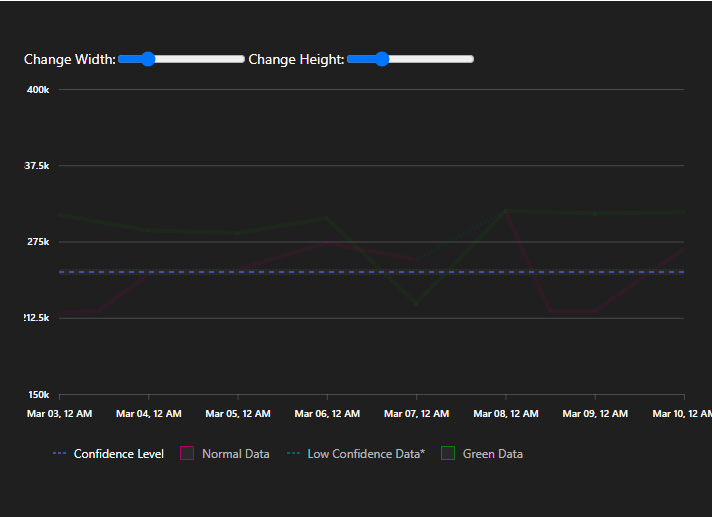 Change Width: Change Height:
400k
37.5k
275k
212.5k
150k
Mar 03, 12 AM Mar 04, 12 AM Mar 05, 12 AM Mar 06, 12 AM Mar 07, 12 AM Mar 08, 12 AM Mar 09, 12 AM Mar 10, 12 AM
Confidence Level Normal Data Low Confidence Data* Green Data